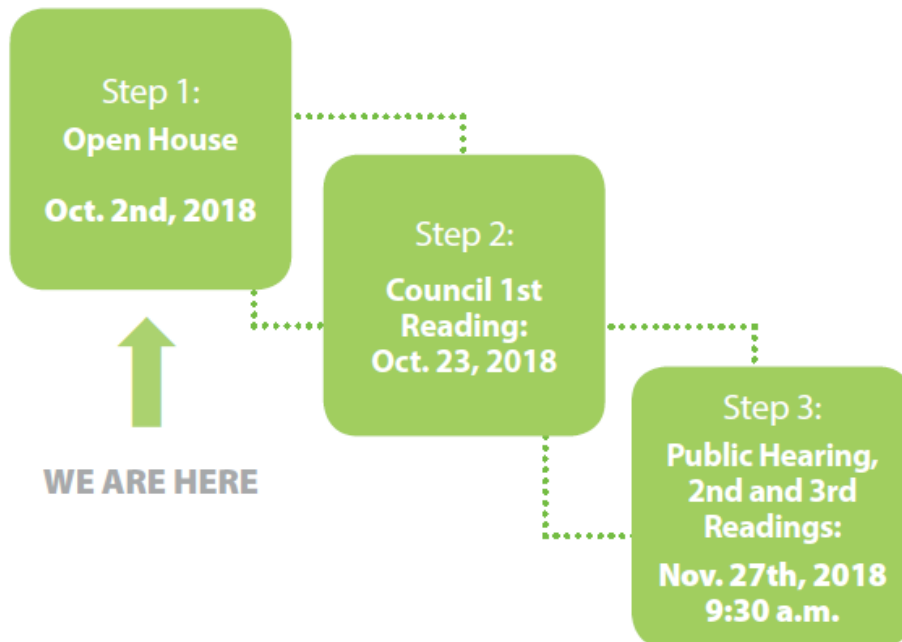 Step 1:
Open House
Oct. 2nd, 2018
WE ARE HERE
Step 2:
Council 1st
Reading:
Oct. 23, 2018
Step 3:
Public Hearing,
2nd and 3rd
Readings:
Nov. 27th, 2018
9:30 a.m.